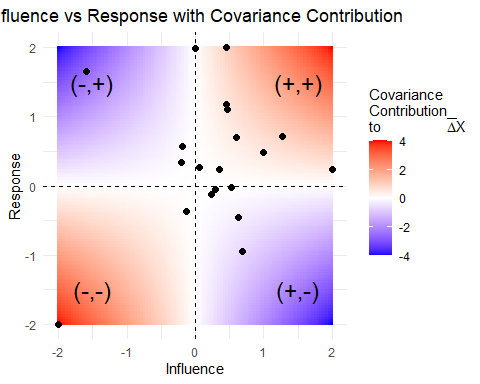 fluence vs Response with Covariance Contribution
2
1
0
-1
-2
Response
(-,+)
(+,+)
(-,-)
(+,-)
-2 -1 0 1 2
Influence
Covariance
Contribution_
to ΔX
4
2
0
-2
-4